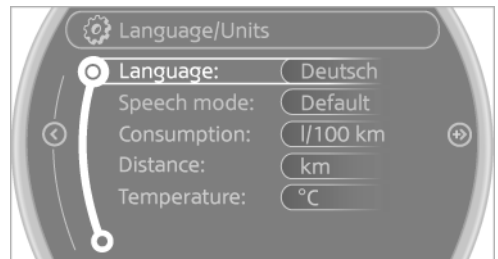 Language/Units
Language: Deutsch
Speech mode: Default
Consumption: l/100 km
Distance: km
Temperature: °C